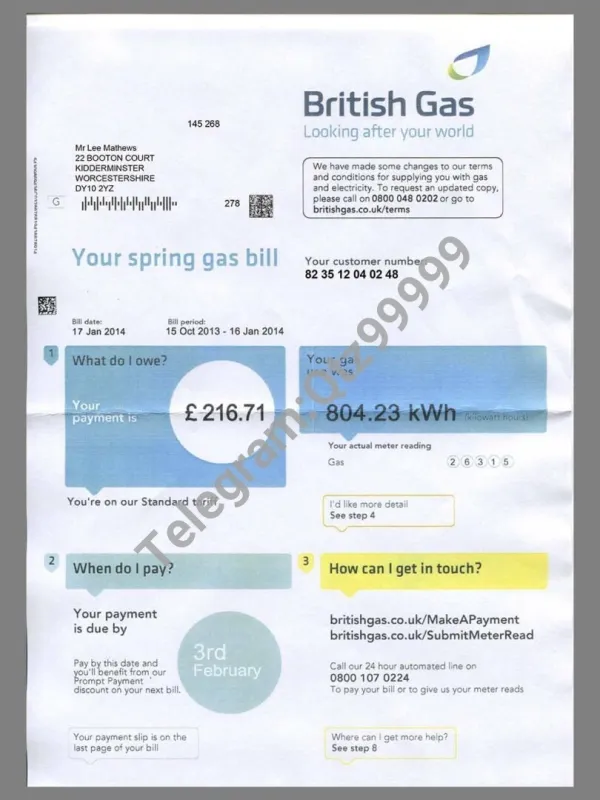 British Gas
Looking after your world
145 268
Mr Lee Mathews
22 BOOTON COURT
KIDDERMINSTER
WORCESTERSHIRE
DY10 2YZ
G
278
We have made some changes to our terms
and conditions for supplying you with gas
and electricity. To request an updated copy,
please call on 0800 048 0202 or go to
britishgas.co.uk/terms
Your spring gas bill
Your customer number
82 35 12 04 02 48
Bill date:
17 Jan 2014
Bill period:
15 Oct 2013 - 16 Jan 2014
1
What do I owe?
Your
payment is
£ 216.71
You're on our Standard tariff
Your gas
use was
804.23 kWh (kilowatt hours)
Your actual meter reading
Gas
2 6 3 1 5
I'd like more detail
See step 4
2
When do I pay?
Your payment
is due by
3rd
February
Pay by this date and
you'll benefit from our
Prompt Payment
discount on your next bill.
Your payment slip is on the
last page of your bill
3
How can I get in touch?
britishgas.co.uk/MakeAPayment
britishgas.co.uk/SubmitMeterRead
Call our 24 hour automated line on
0800 107 0224
To pay your bill or to give us your meter reads
Where can I get more help?
See step 8
Telegram:Qtz99999